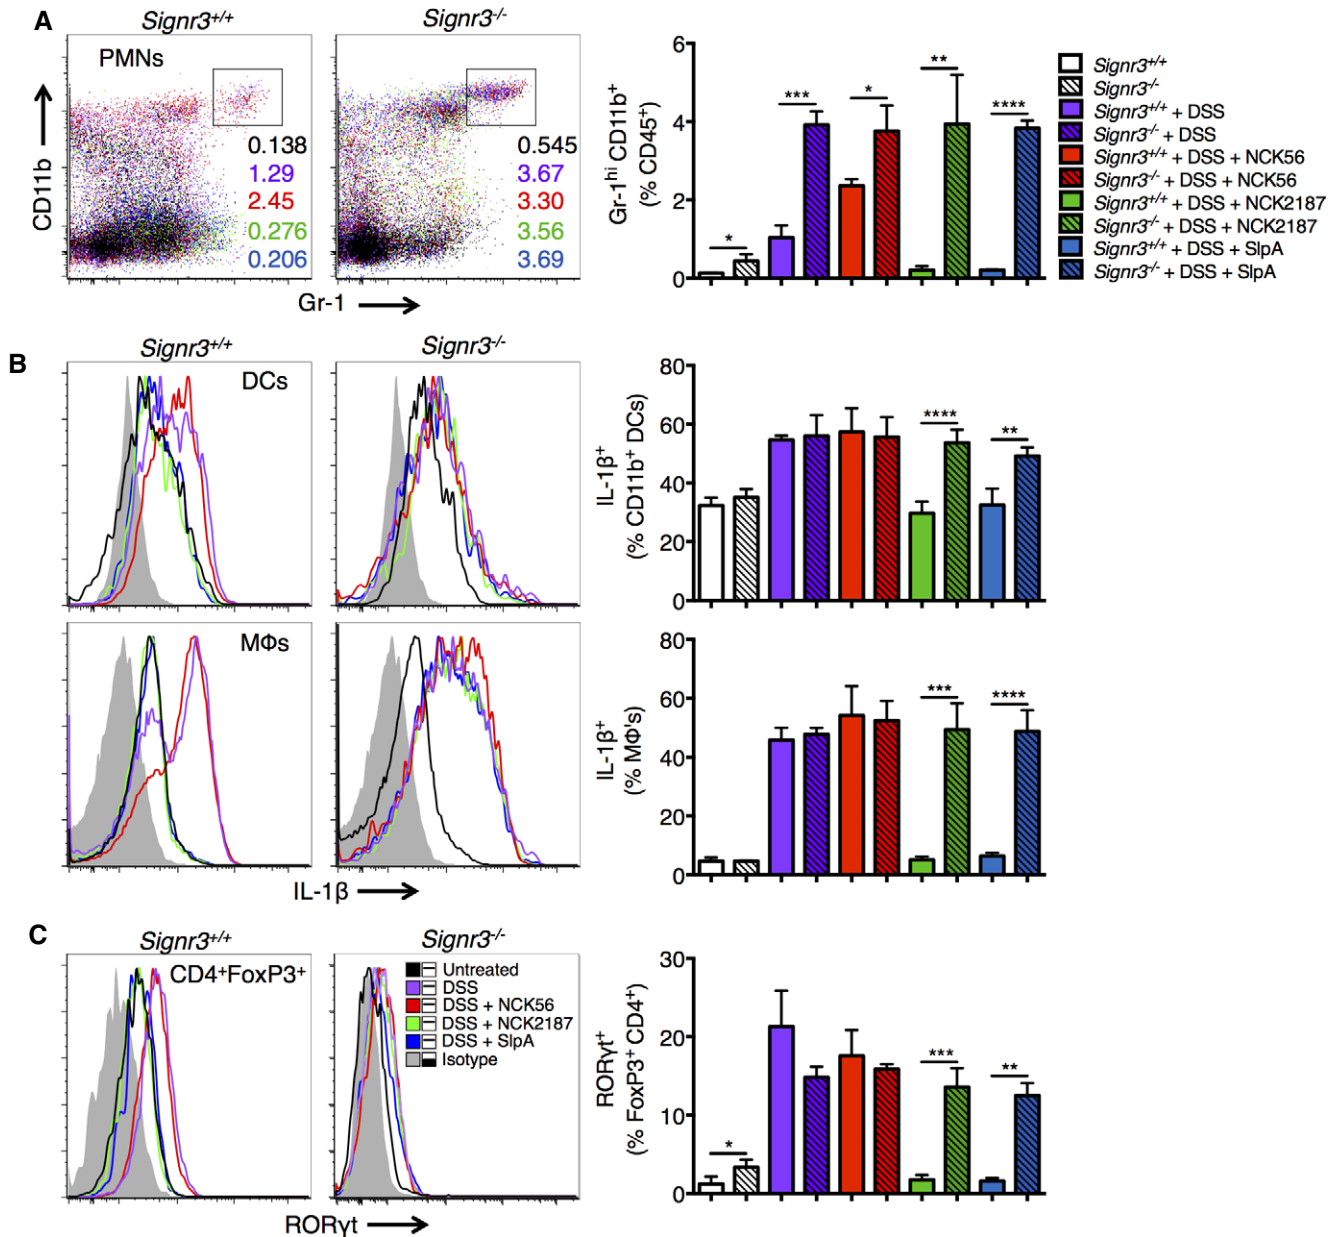 A
Signr3+/+
Signr3-/-
PMNs
CD11b
0.138
1.29
2.45
0.276
0.206
0.545
3.67
3.30
3.56
3.69
Gr-1
Gr-1hi CD11b+
(% CD45+)
6
4
2
0
*
***
*
**
****
Signr3+/+
Signr3-/-
Signr3+/+ + DSS
Signr3-/- + DSS
Signr3+/+ + DSS + NCK56
Signr3-/- + DSS + NCK56
Signr3+/+ + DSS + NCK2187
Signr3-/- + DSS + NCK2187
Signr3+/+ + DSS + SlpA
Signr3-/- + DSS + SlpA
B
Signr3+/+
Signr3-/-
DCs
IL-1β+
(% CD11b+ DCs)
80
60
40
20
0
****
**
MΦs
IL-1β
IL-1β+
(% MΦ's)
80
60
40
20
0
***
****
C
Signr3+/+
Signr3-/-
CD4+FoxP3+
Untreated
DSS
DSS + NCK56
DSS + NCK2187
DSS + SlpA
Isotype
RORγt
RORγt+
(% FoxP3+ CD4+)
30
20
10
0
*
***
**